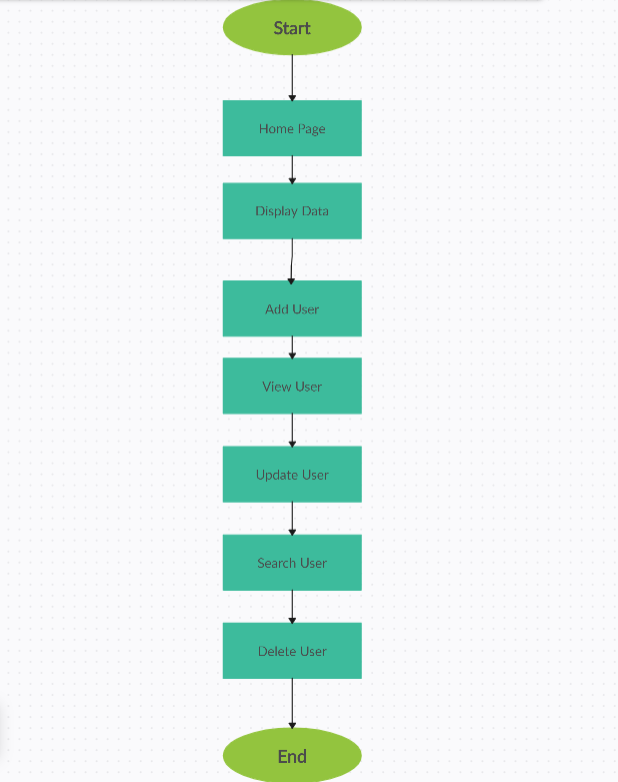 Start
Home Page
Display Data
Add User
View User
Update User
Search User
Delete User
End